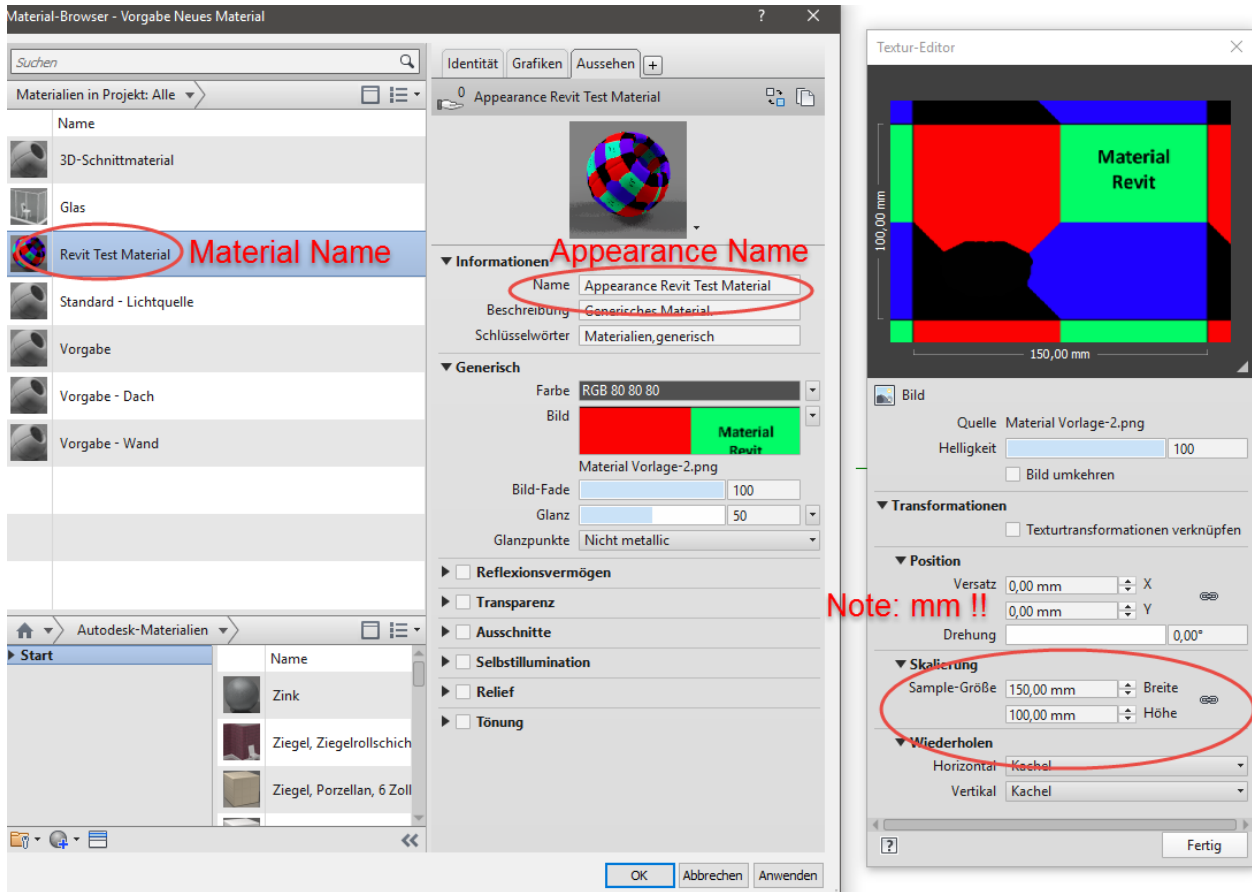 Material-Browser - Vorgabe Neues Material
?
Suchen
Materialien in Projekt: Alle
Name
3D-Schnittmaterial
Glas
Revit Test Material
Material Name
Standard - Lichtquelle
Vorgabe
Vorgabe - Dach
Vorgabe - Wand
Autodesk-Materialien
Start
Name
Zink
Ziegel, Ziegelrollschich
Ziegel, Porzellan, 6 Zoll
Identität Grafiken Aussehen +
0 Appearance Revit Test Material
Appearance Name
Informationen
Name Appearance Revit Test Material
Beschreibung Generisches Material.
Schlüsselwörter Materialien,generisch
Generisch
Farbe RGB 80 80 80
Bild
Material
Revit
Material Vorlage-2.png
Bild-Fade 100
Glanz 50
Glanzpunkte Nicht metallic
Reflexionsvermögen
Transparenz
Ausschnitte
Selbstillumination
Relief
Tönung
OK Abbrechen Anwenden
Textur-Editor
Material
Revit
100,00 mm
150,00 mm
Bild
Quelle Material Vorlage-2.png
Helligkeit 100
Bild umkehren
Transformationen
Texturtransformationen verknüpfen
Position
Versatz 0,00 mm X
Note: mm !!
0,00 mm Y
Drehung 0,00°
Skalierung
Sample-Größe 150,00 mm Breite
100,00 mm Höhe
Wiederholen
Horizontal Kachel
Vertikal Kachel
?
Fertig